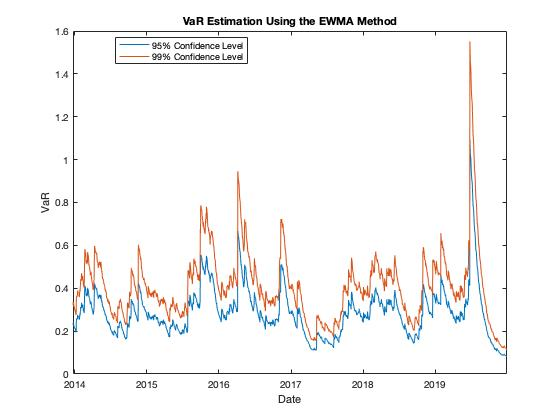 VaR Estimation Using the EWMA Method
95% Confidence Level
99% Confidence Level
VaR
1.6
1.4
1.2
1
0.8
0.6
0.4
0.2
0
2014 2015 2016 2017 2018 2019
Date